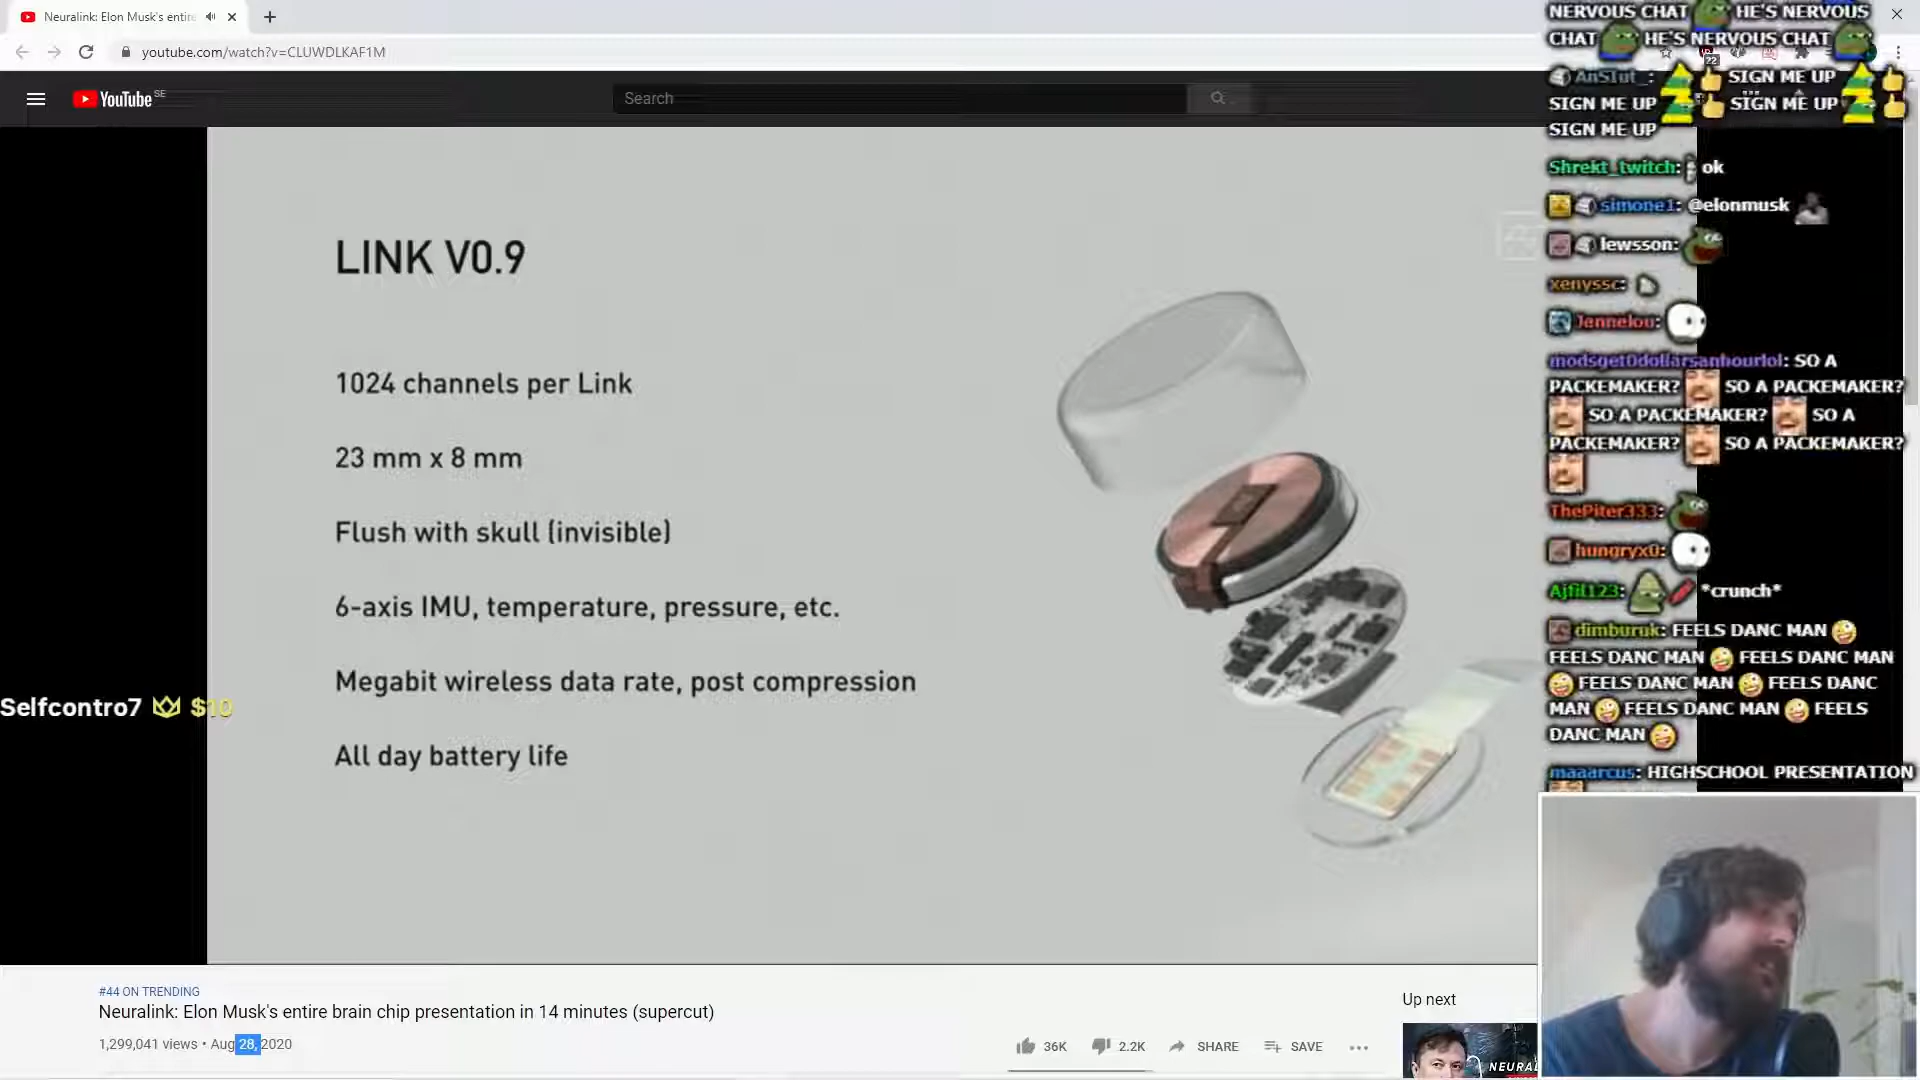 Neuralink: Elon Musk's entire
youtube.com/watch?v=CLUWDLKAF1M
22
YouTube SE
Search
LINK V0.9
1024 channels per Link
23 mm x 8 mm
Flush with skull (invisible)
6-axis IMU, temperature, pressure, etc.
Megabit wireless data rate, post compression
All day battery life
Selfcontro7 $10
NERVOUS CHAT HE'S NERVOUS
CHAT HE'S NERVOUS CHAT
AnSIut_: SIGN ME UP
SIGN ME UP SIGN ME UP
SIGN ME UP
Shrekt_twitch: ok
simone1: @elonmusk
lewsson:
xenyssc:
Jennelou:
modsget0dollarsanhourlol: SO A
PACKEMAKER? SO A PACKEMAKER?
SO A PACKEMAKER? SO A
PACKEMAKER? SO A PACKEMAKER?
ThePiter333:
hungryx0:
Ajfil123: *crunch*
dimburuk: FEELS DANC MAN
FEELS DANC MAN FEELS DANC MAN
FEELS DANC MAN FEELS DANC
MAN FEELS DANC MAN FEELS
DANC MAN
maaarcus: HIGHSCHOOL PRESENTATION
#44 ON TRENDING
Neuralink: Elon Musk's entire brain chip presentation in 14 minutes (supercut)
1,299,041 views • Aug 28, 2020
36K 2.2K SHARE SAVE
Up next
NEURAL